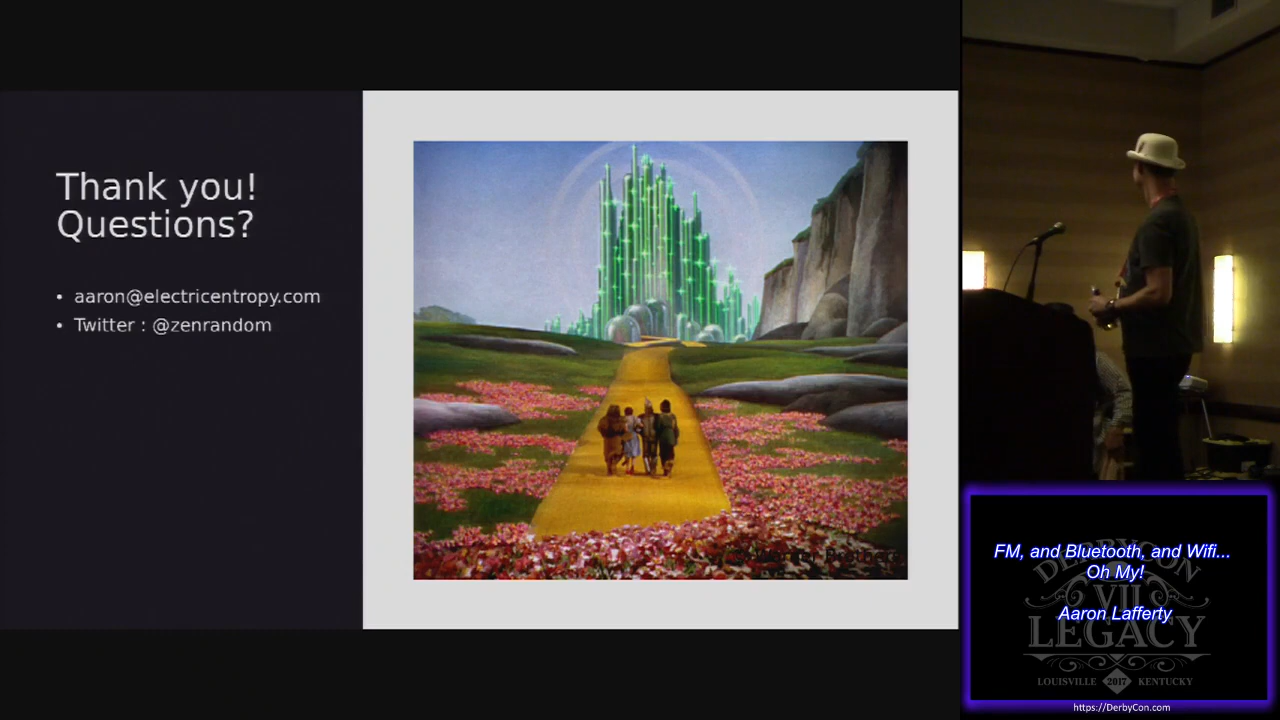 Thank you!
Questions?
• aaron@electricentropy.com
• Twitter : @zenrandom
FM, and Bluetooth, and Wifi...
Oh My!
Aaron Lafferty
DERBYCON
VII
LEGACY
LOUISVILLE 2017 KENTUCKY
https://DerbyCon.com